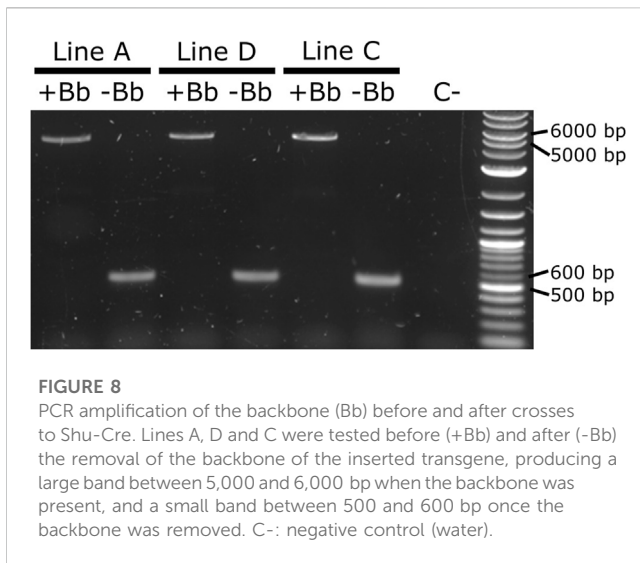 Line A Line D Line C
+Bb -Bb +Bb -Bb +Bb -Bb C-
6000 bp
5000 bp
600 bp
500 bp
FIGURE 8
PCR amplification of the backbone (Bb) before and after crosses
to Shu-Cre. Lines A, D and C were tested before (+Bb) and after (-Bb)
the removal of the backbone of the inserted transgene, producing a
large band between 5,000 and 6,000 bp when the backbone was
present, and a small band between 500 and 600 bp once the
backbone was removed. C-: negative control (water).